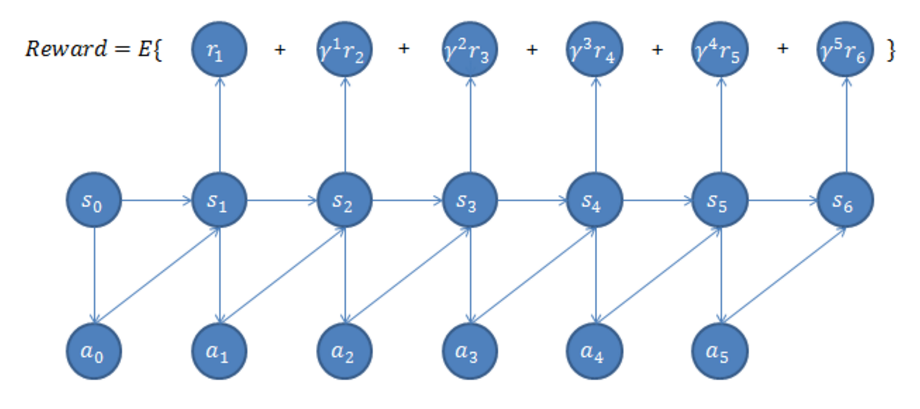 Reward = E{ r₁ + γ¹r₂ + γ²r₃ + γ³r₄ + γ⁴r₅ + γ⁵r₆ }
s₀ s₁ s₂ s₃ s₄ s₅ s₆
a₀ a₁ a₂ a₃ a₄ a₅